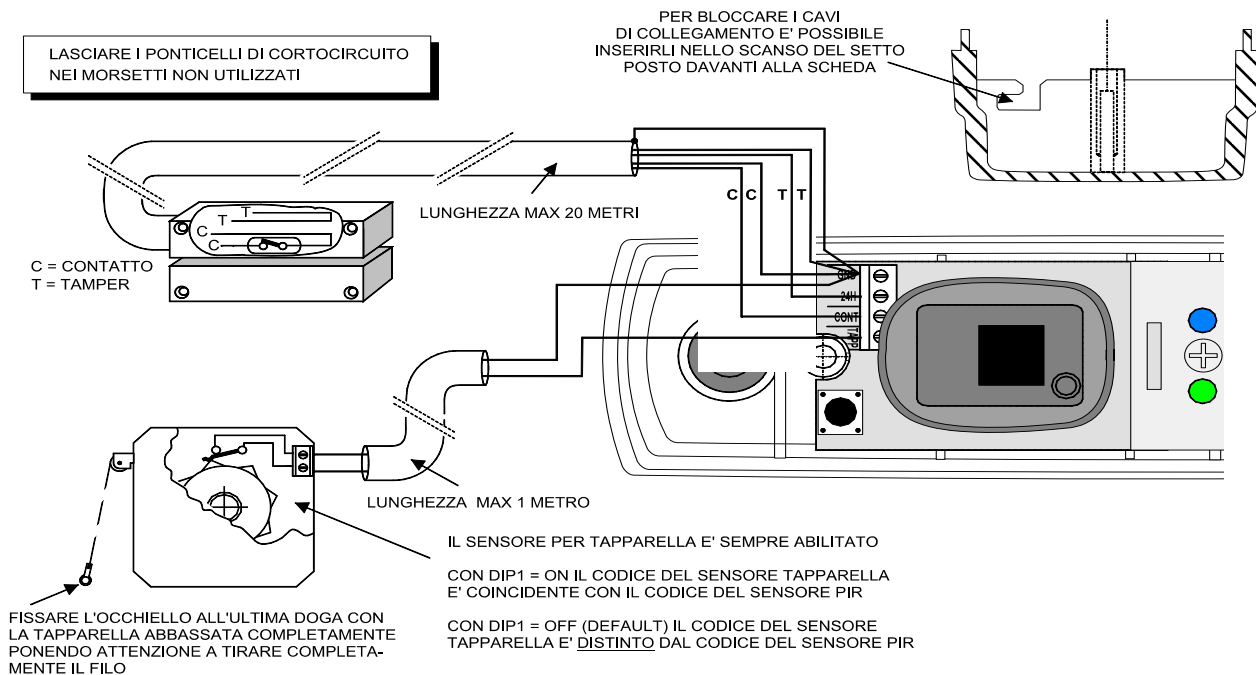 LASCIARE I PONTICELLI DI CORTOCIRCUITO
NEI MORSETTI NON UTILIZZATI
PER BLOCCARE I CAVI
DI COLLEGAMENTO E' POSSIBILE
INSERIRLI NELLO SCANSO DEL SETTO
POSTO DAVANTI ALLA SCHEDA
LUNGHEZZA MAX 20 METRI
C C T T
T
T
C
C
C = CONTATTO
T = TAMPER
GND
24H
CONT
TAPP
LUNGHEZZA MAX 1 METRO
IL SENSORE PER TAPPARELLA E' SEMPRE ABILITATO
CON DIP1 = ON IL CODICE DEL SENSORE TAPPARELLA
E' COINCIDENTE CON IL CODICE DEL SENSORE PIR
CON DIP1 = OFF (DEFAULT) IL CODICE DEL SENSORE
TAPPARELLA E' DISTINTO DAL CODICE DEL SENSORE PIR
FISSARE L'OCCHIELLO ALL'ULTIMA DOGA CON
LA TAPPARELLA ABBASSATA COMPLETAMENTE
PONENDO ATTENZIONE A TIRARE COMPLETA-
MENTE IL FILO